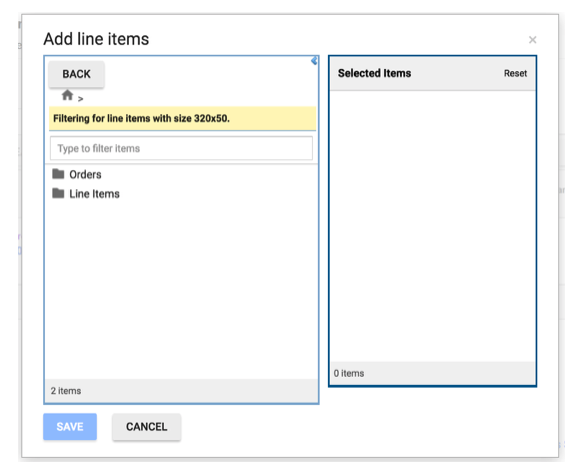 Add line items
×
BACK
>
Filtering for line items with size 320x50.
Type to filter items
Orders
Line Items
2 items
Selected Items Reset
0 items
SAVE CANCEL